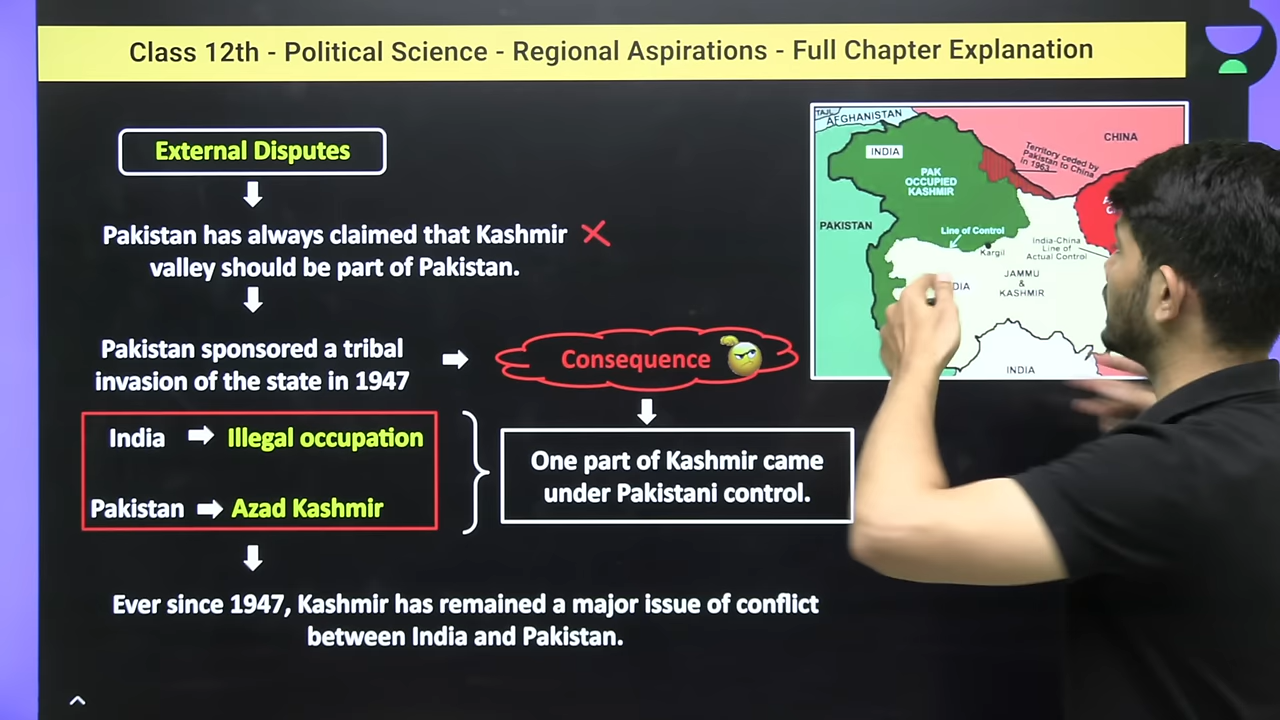 Class 12th - Political Science - Regional Aspirations - Full Chapter Explanation
External Disputes
Pakistan has always claimed that Kashmir
valley should be part of Pakistan.
Pakistan sponsored a tribal
invasion of the state in 1947
Consequence
India
Illegal occupation
Pakistan
Azad Kashmir
One part of Kashmir came
under Pakistani control.
Ever since 1947, Kashmir has remained a major issue of conflict
between India and Pakistan.
AFGHANISTAN
CHINA
INDIA
Territory ceded by
Pakistan to China
in 1963
PAK
OCCUPIED
KASHMIR
PAKISTAN
Line of Control
Kargil
India-China
Line of
Actual Control
JAMMU
&
KASHMIR
INDIA